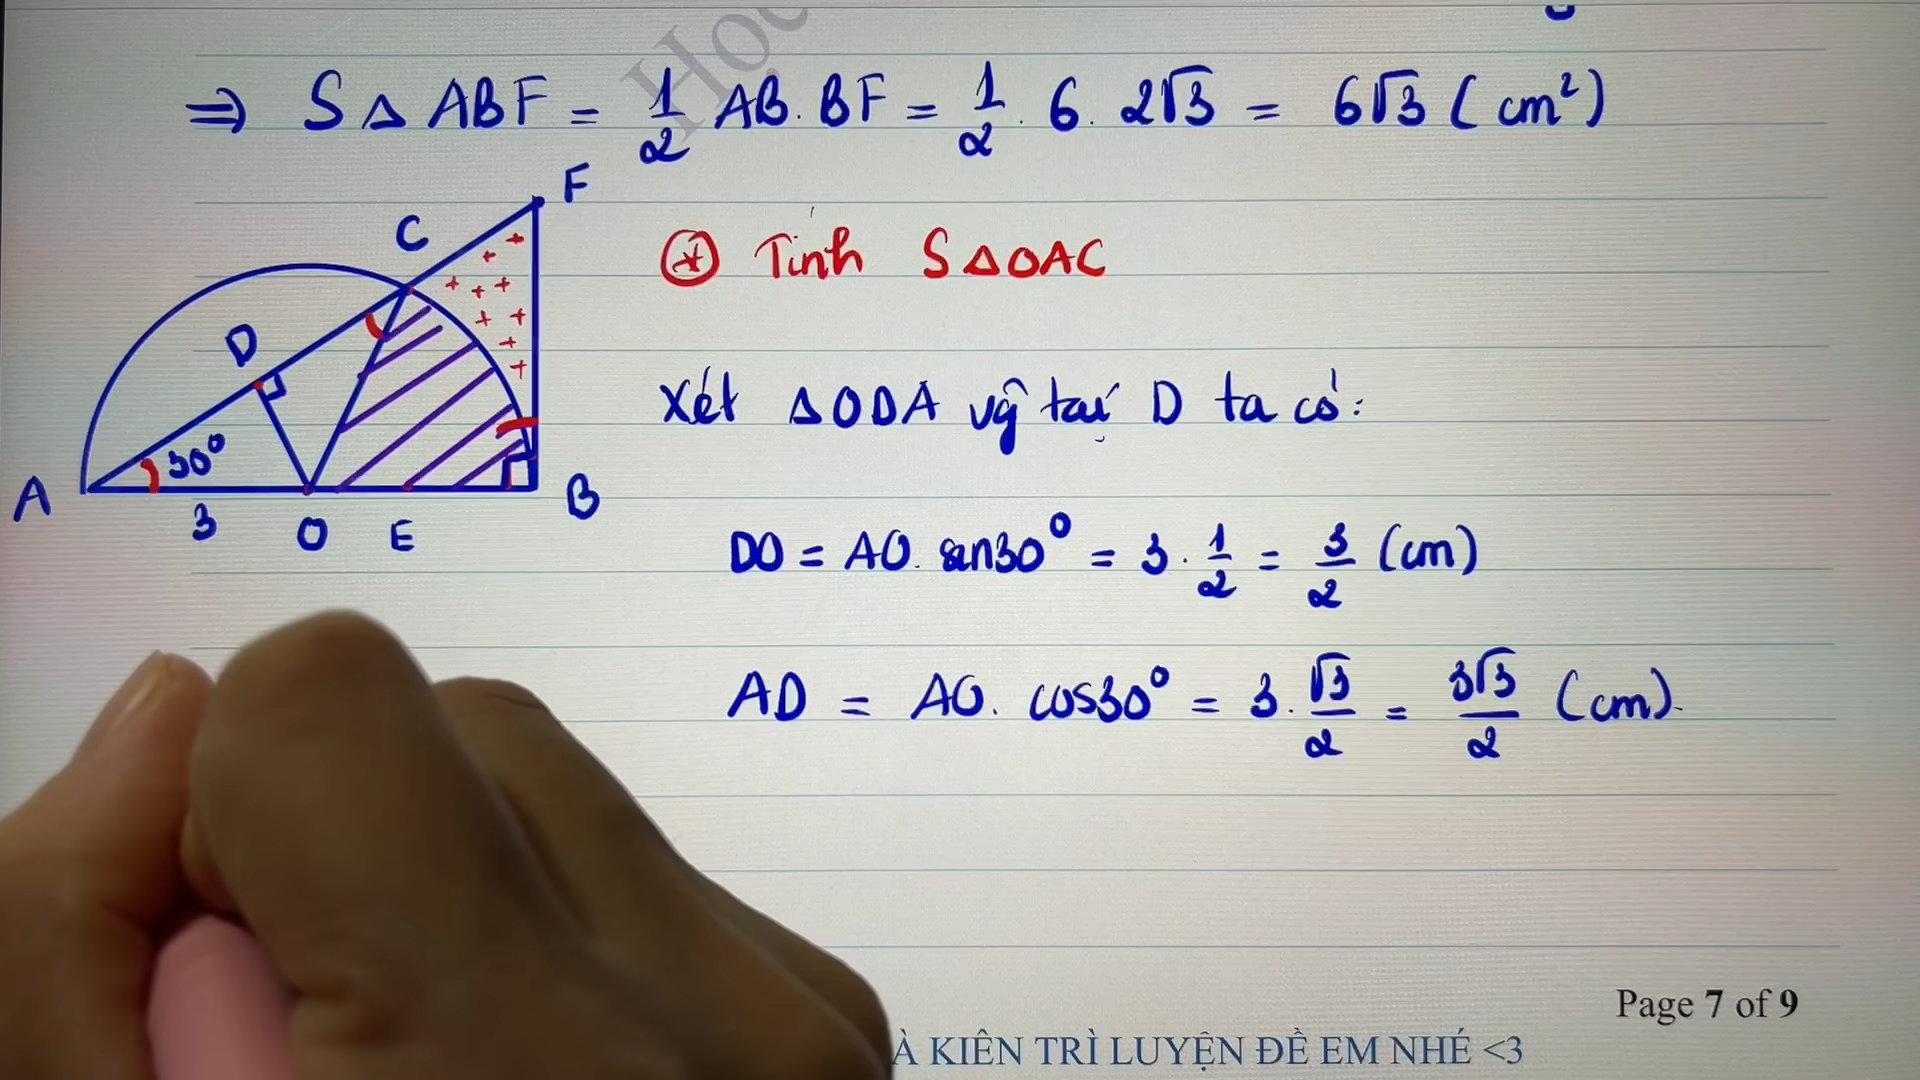 Học
⇒ S△ABF = 1/2 AB.BF = 1/2 . 6. 2√3 = 6√3 (cm²)
F
C
⊛ Tính S△OAC
D
Xét △ODA vg tại D ta có:
30°
A
B
3 O E
DO = AO. sin30° = 3 . 1/2 = 3/2 (cm)
AD = AO. cos30° = 3. √3/2 = 3√3/2 (cm).
Page 7 of 9
À KIÊN TRÌ LUYỆN ĐỀ EM NHÉ <3